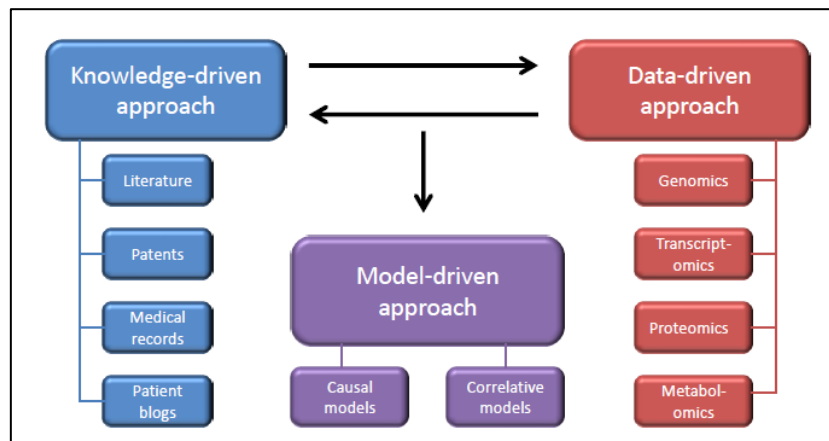 Knowledge-driven
approach
Data-driven
approach
Literature
Patents
Medical
records
Patient
blogs
Model-driven
approach
Causal
models
Correlative
models
Genomics
Transcript-
omics
Proteomics
Metabol-
omics